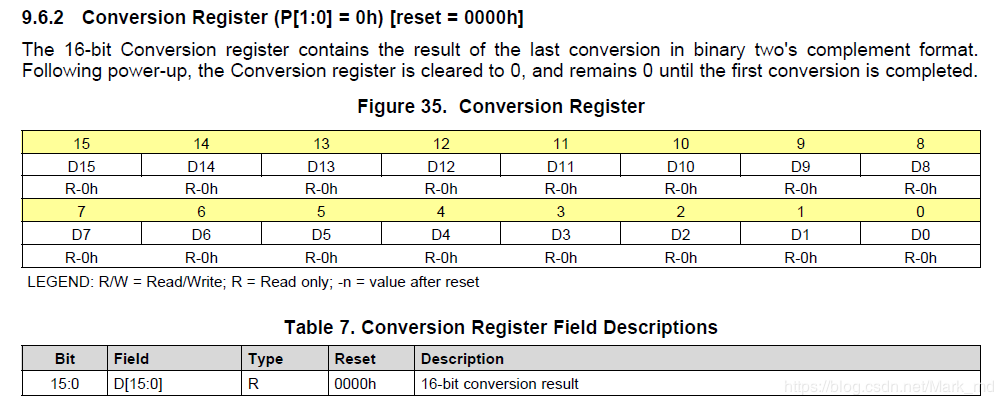 9.6.2 Conversion Register (P[1:0] = 0h) [reset = 0000h]
The 16-bit Conversion register contains the result of the last conversion in binary two's complement format.
Following power-up, the Conversion register is cleared to 0, and remains 0 until the first conversion is completed.
Figure 35. Conversion Register
15 14 13 12 11 10 9 8
D15 D14 D13 D12 D11 D10 D9 D8
R-0h R-0h R-0h R-0h R-0h R-0h R-0h R-0h
7 6 5 4 3 2 1 0
D7 D6 D5 D4 D3 D2 D1 D0
R-0h R-0h R-0h R-0h R-0h R-0h R-0h R-0h
LEGEND: R/W = Read/Write; R = Read only; -n = value after reset
Table 7. Conversion Register Field Descriptions
Bit Field Type Reset Description
15:0 D[15:0] R 0000h 16-bit conversion result
https://blog.csdn.net/Mark_md